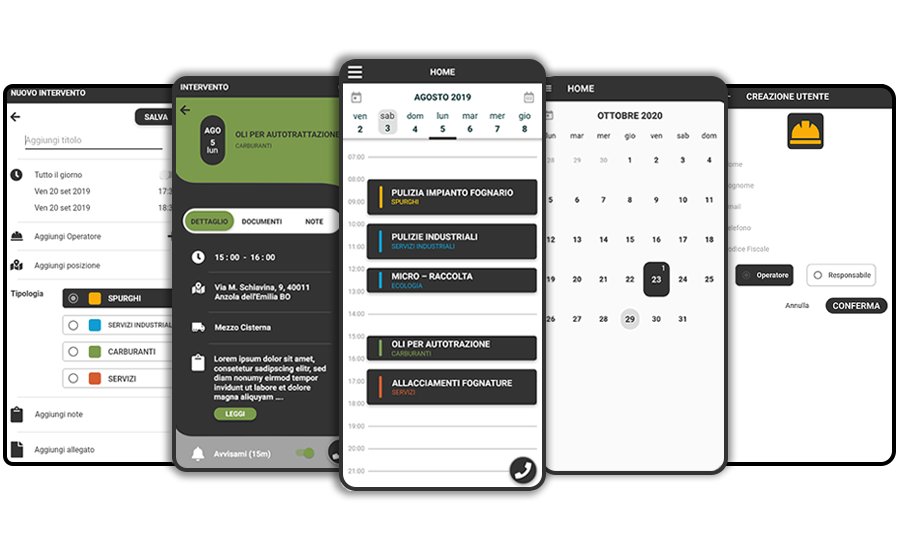 NUOVO INTERVENTO
SALVA
Aggiungi titolo
Tutto il giorno
Ven 20 set 2019
Ven 20 set 2019
Aggiungi Operatore
Aggiungi posizione
Tipologia
SPURGHI
SERVIZI INDUSTRIAL
CARBURANTI
SERVIZI
Aggiungi note
Aggiungi allegato
INTERVENTO
AGO
5
lun
OLI PER AUTOTRATTAZIONE
CARBURANTI
DETTAGLIO DOCUMENTI NOTE
15 : 00 - 16 : 00
Via M. Schiavina, 9, 40011
Anzola dell'Emilia BO
Mezzo Cisterna
Lorem ipsum dolor sit amet,
consetetur sadipscing elitr, sed
diam nonumy eirmod tempor
invidunt ut labore et dolore
magna aliquyam ....
LEGGI
Avvisami (15m)
HOME
AGOSTO 2019
ven sab dom lun mar mer gio
2 3 4 5 6 7 8
07:00
08:00
PULIZIA IMPIANTO FOGNARIO
SPURGHI
09:00
10:00
PULIZIE INDUSTRIALI
SERVIZI INDUSTRIALI
11:00
12:00
MICRO – RACCOLTA
ECOLOGIA
13:00
14:00
15:00
OLI PER AUTOTRAZIONE
CARBURANTI
16:00
17:00
ALLACCIAMENTI FOGNATURE
SERVIZI
18:00
19:00
20:00
21:00
HOME
OTTOBRE 2020
lun mar mer gio ven sab dom
28 29 30 1 2 3 4
5 6 7 8 9 10 11
12 13 14 15 16 17 18
19 20 21 22 23 1 24 25
26 27 28 29 30 31
CREAZIONE UTENTE
ome
ognome
mail
elefono
odice Fiscale
Operatore Responsabile
Annulla CONFERMA